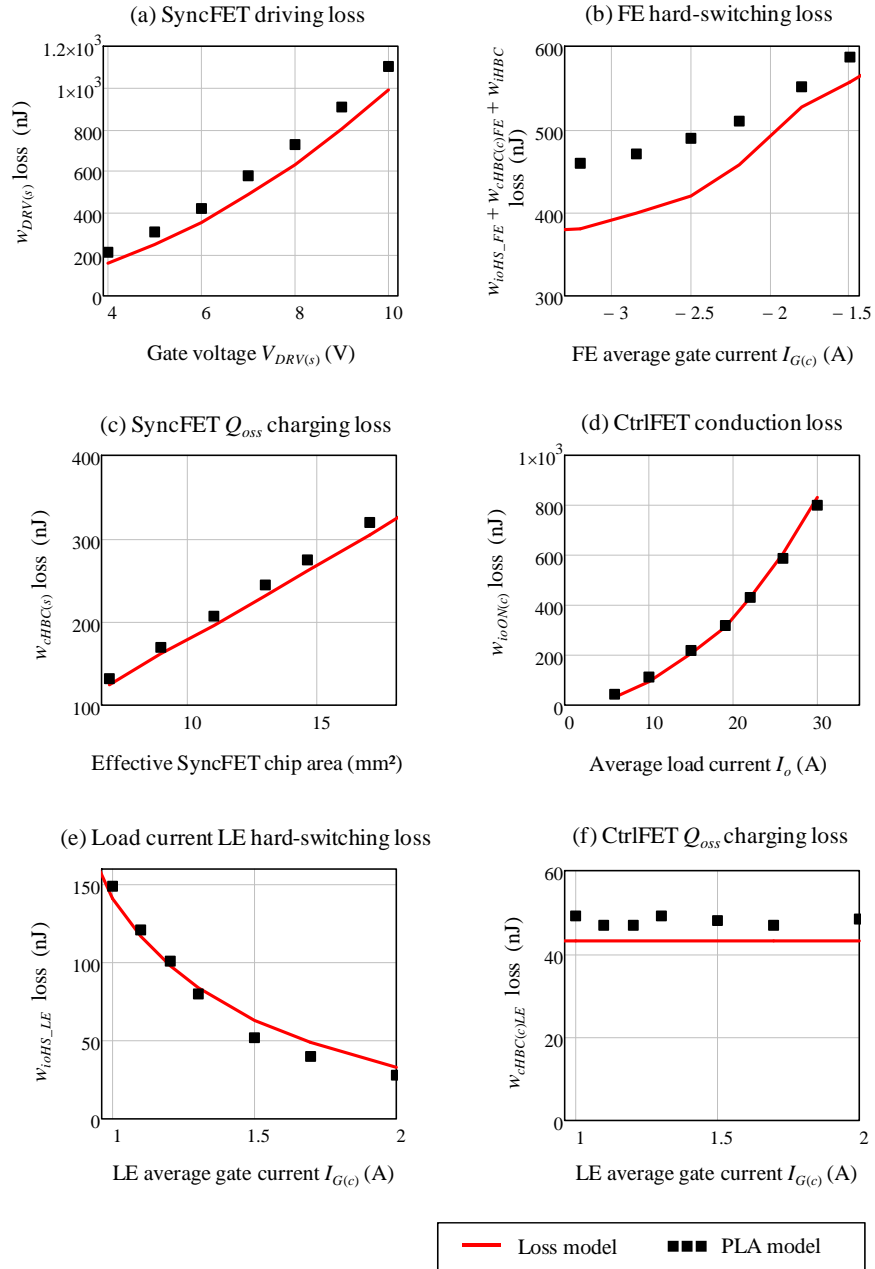 (a) SyncFET driving loss
1.2×10³
1×10³
800
600
400
200
0
4
6
8
10
w_DRV(s) loss (nJ)
Gate voltage V_DRV(s) (V)
(b) FE hard-switching loss
600
500
400
300
− 3
− 2.5
− 2
− 1.5
w_ioHS_FE + w_cHBC(c)FE + w_iHBC
loss (nJ)
FE average gate current I_G(c) (A)
(c) SyncFET Q_oss charging loss
400
300
200
100
10
15
w_cHBC(s) loss (nJ)
Effective SyncFET chip area (mm²)
(d) CtrlFET conduction loss
1×10³
800
600
400
200
0
0
10
20
30
w_ioON(c) loss (nJ)
Average load current I_o (A)
(e) Load current LE hard-switching loss
150
100
50
0
1
1.5
2
w_ioHS_LE loss (nJ)
LE average gate current I_G(c) (A)
(f) CtrlFET Q_oss charging loss
60
40
20
0
1
1.5
2
w_cHBC(c)LE loss (nJ)
LE average gate current I_G(c) (A)
Loss model
PLA model